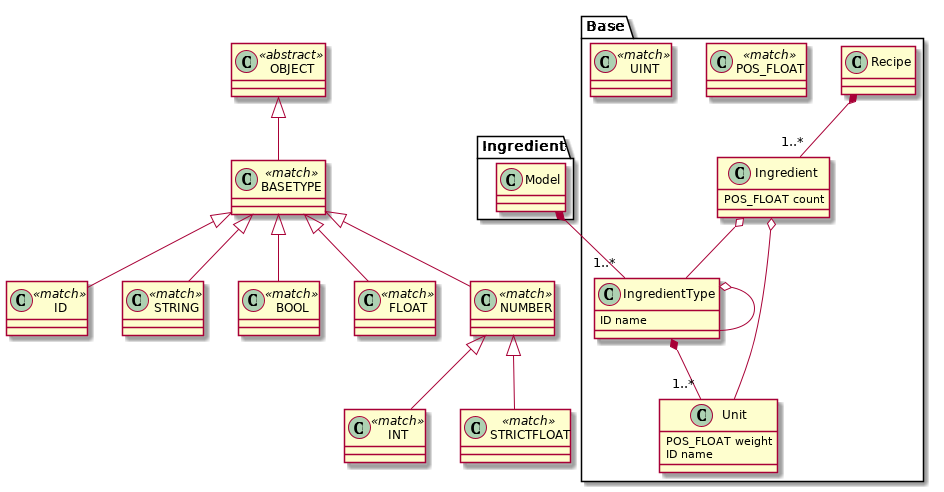 Base
C «abstract» OBJECT
C «match» UINT
C «match» POS_FLOAT
C Recipe
1..*
Ingredient
C Model
C «match» BASETYPE
C Ingredient
POS_FLOAT count
1..*
C «match» ID
C «match» STRING
C «match» BOOL
C «match» FLOAT
C «match» NUMBER
C IngredientType
ID name
1..*
C «match» INT
C «match» STRICTFLOAT
C Unit
POS_FLOAT weight
ID name